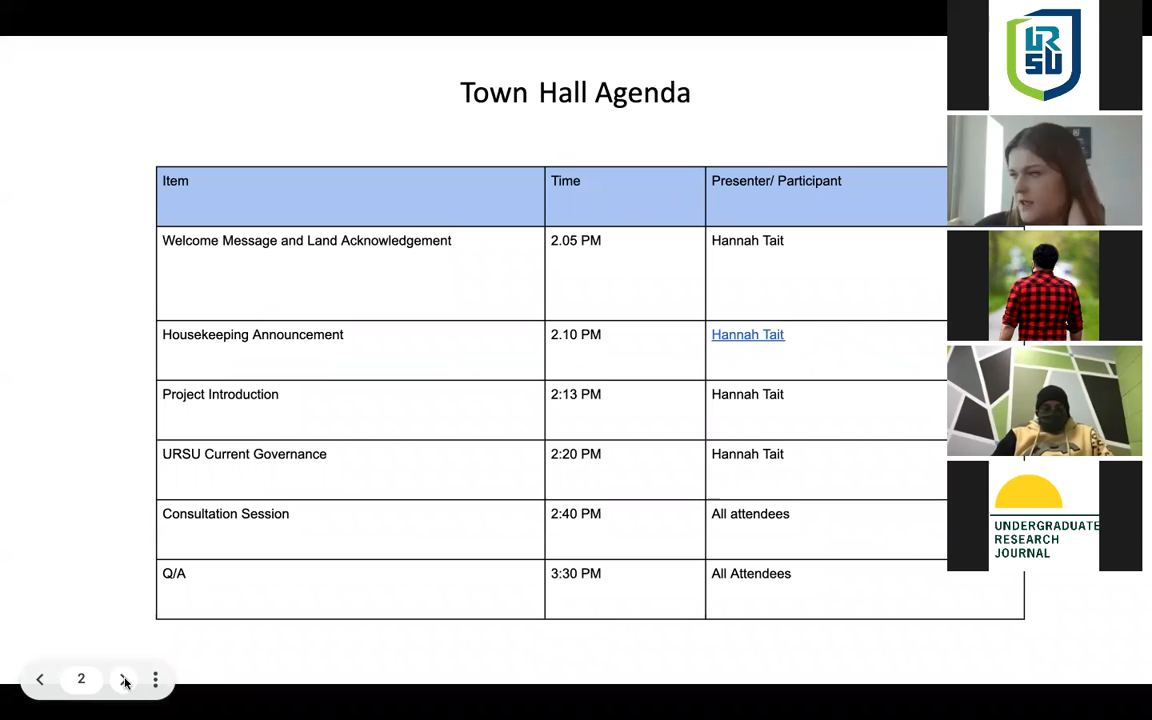 Town Hall Agenda
Item Time Presenter/ Participant
Welcome Message and Land Acknowledgement 2.05 PM Hannah Tait
Housekeeping Announcement 2.10 PM Hannah Tait
Project Introduction 2:13 PM Hannah Tait
URSU Current Governance 2:20 PM Hannah Tait
Consultation Session 2:40 PM All attendees
Q/A 3:30 PM All Attendees
2
UR
SU
UNDERGRADUATE
RESEARCH
JOURNAL